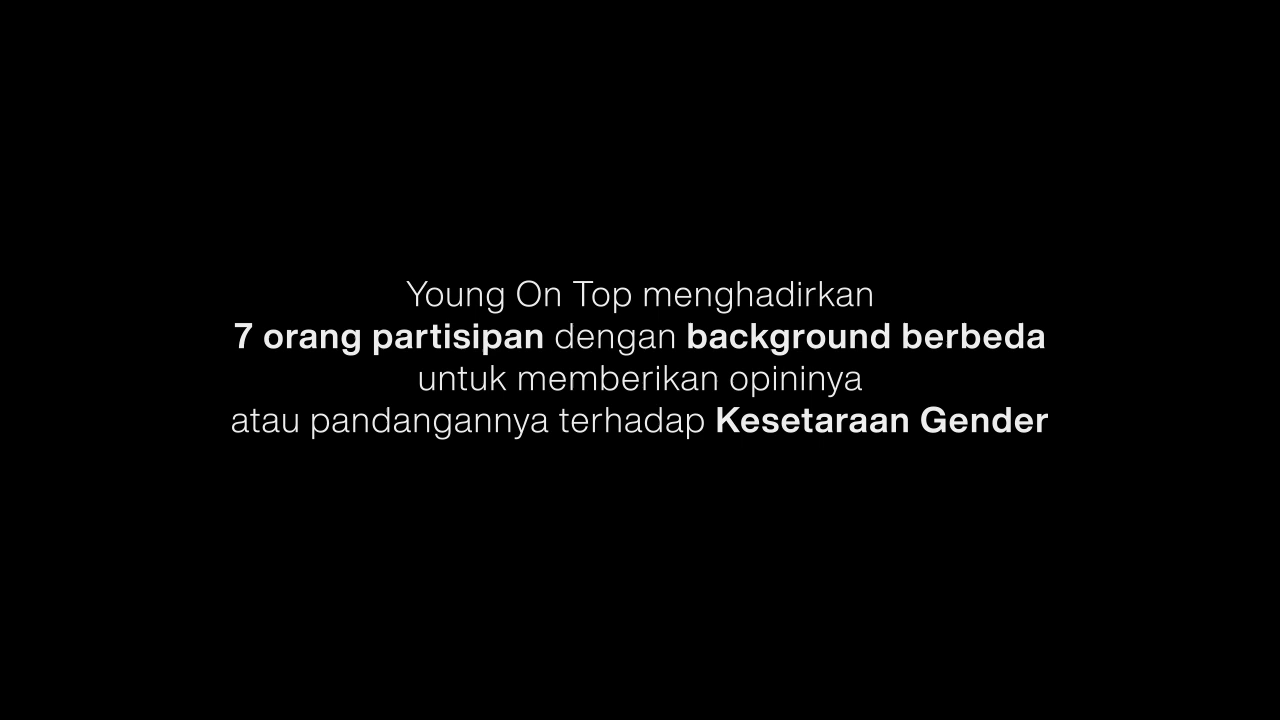 Young On Top menghadirkan
7 orang partisipan dengan background berbeda
untuk memberikan opininya
atau pandangannya terhadap Kesetaraan Gender